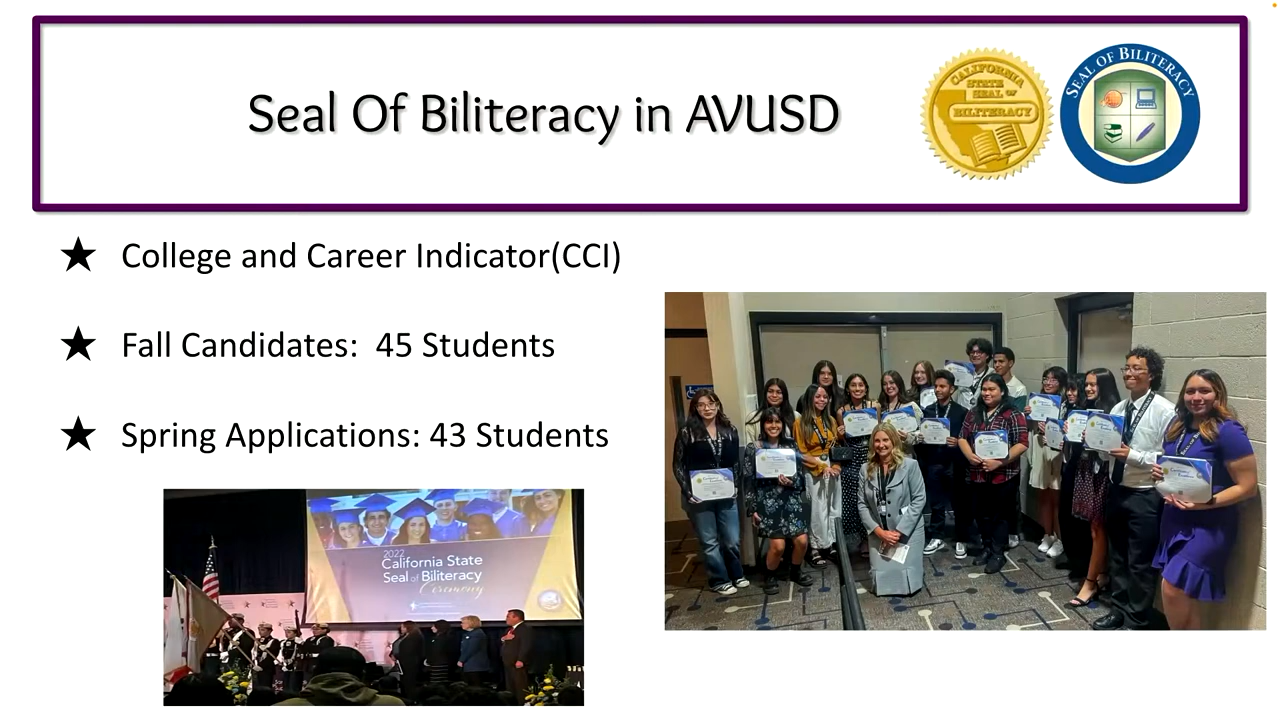 Seal Of Biliteracy in AVUSD
CALIFORNIA
STATE
SEAL OF
BILITERACY
SEAL OF BILITERACY
★ College and Career Indicator(CCI)
★ Fall Candidates: 45 Students
★ Spring Applications: 43 Students
2022
California State
Seal of Biliteracy
Ceremony